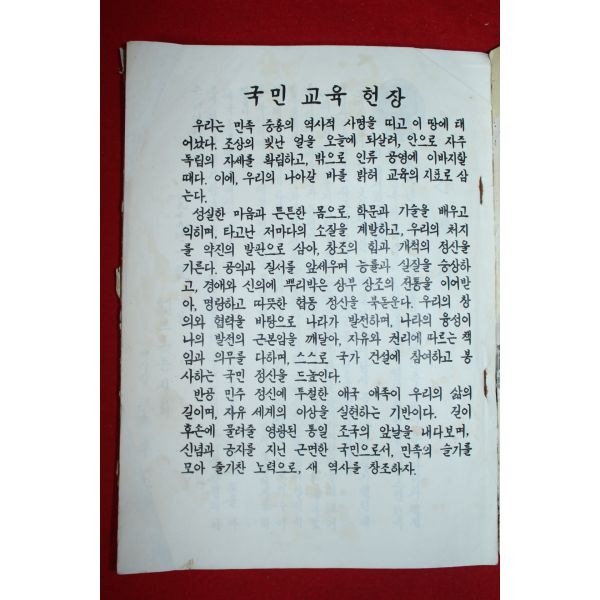 국민 교육 헌장
우리는 민족 중흥의 역사적 사명을 띠고 이 땅에 태
어났다. 조상의 빛난 얼을 오늘에 되살려, 안으로 자주
독립의 자세를 확립하고, 밖으로 인류 공영에 이바지할
때다. 이에, 우리의 나아갈 바를 밝혀 교육의 지표로 삼
는다.
성실한 마음과 튼튼한 몸으로, 학문과 기술을 배우고
익히며, 타고난 저마다의 소질을 계발하고, 우리의 처지
를 약진의 발판으로 삼아, 창조의 힘과 개척의 정신을
기른다. 공익과 질서를 앞세우며 능률과 실질을 숭상하
고, 경애와 신의에 뿌리박은 상부 상조의 전통을 이어받
아, 명랑하고 따뜻한 협동 정신을 북돋운다. 우리의 창
의와 협력을 바탕으로 나라가 발전하며, 나라의 융성이
나의 발전의 근본임을 깨달아, 자유와 권리에 따르는 책
임과 의무를 다하며, 스스로 국가 건설에 참여하고 봉
사하는 국민 정신을 드높인다.
반공 민주 정신에 투철한 애국 애족이 우리의 삶의
길이며, 자유 세계의 이상을 실현하는 기반이다. 길이
후손에 물려줄 영광된 통일 조국의 앞날을 내다보며,
신념과 긍지를 지닌 근면한 국민으로서, 민족의 슬기를
모아 줄기찬 노력으로, 새 역사를 창조하자.